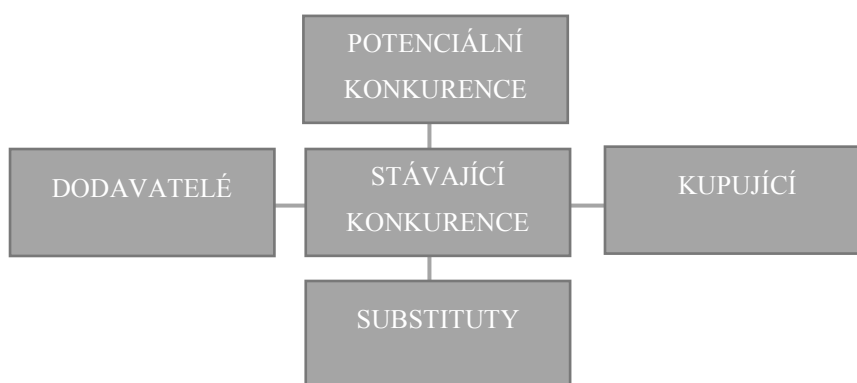 POTENCIÁLNÍ
KONKURENCE
DODAVATELÉ
STÁVAJÍCÍ
KONKURENCE
KUPUJÍCÍ
SUBSTITUTY